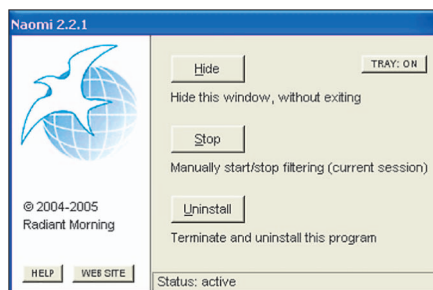 Naomi 2.2.1
Hide
TRAY: ON
Hide this window, without exiting
Stop
Manually start/stop filtering (current session)
© 2004-2005
Radiant Morning
Uninstall
Terminate and uninstall this program
HELP
WEB SITE
Status: active